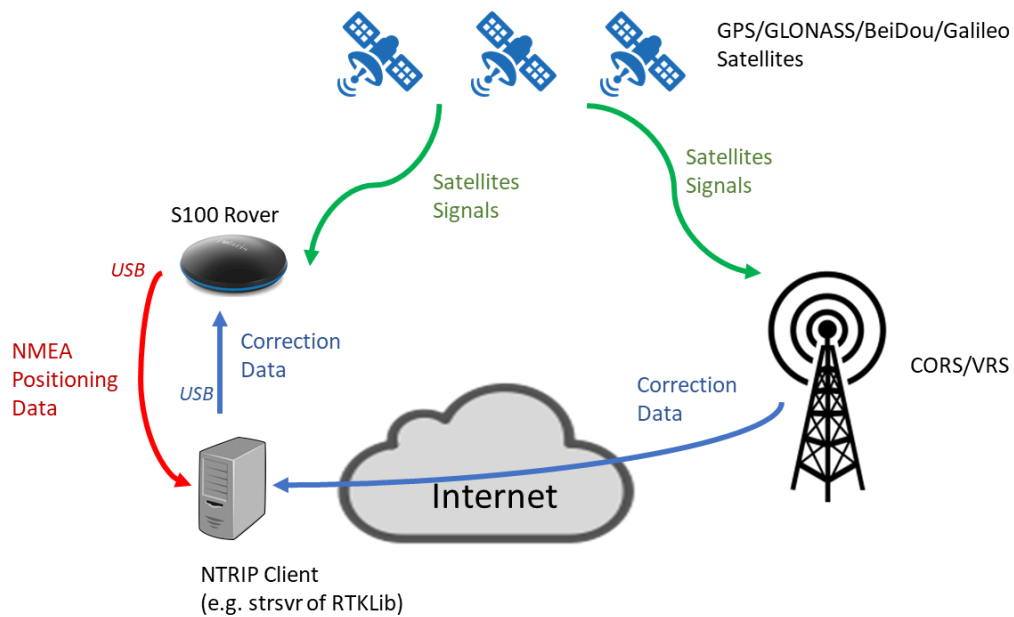 GPS/GLONASS/BeiDou/Galileo
Satellites
Satellites
Signals
Satellites
Signals
S100 Rover
USB
NMEA
Positioning
Data
Correction
Data
USB
Correction
Data
CORS/VRS
Internet
NTRIP Client
(e.g. strsvr of RTKLib)